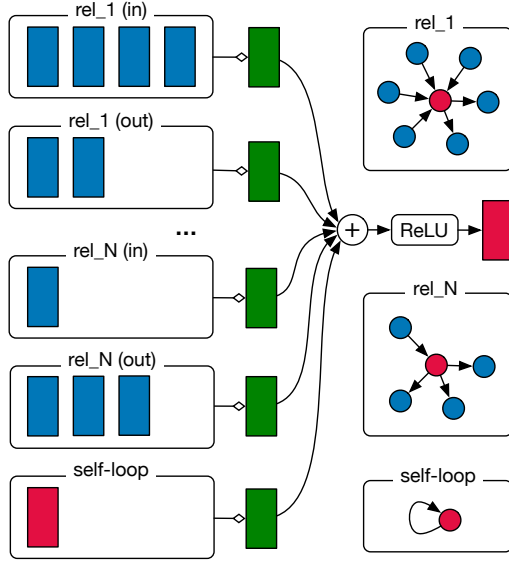 rel_1 (in)
rel_1 (out)
...
rel_N (in)
rel_N (out)
self-loop
+
ReLU
rel_1
rel_N
self-loop